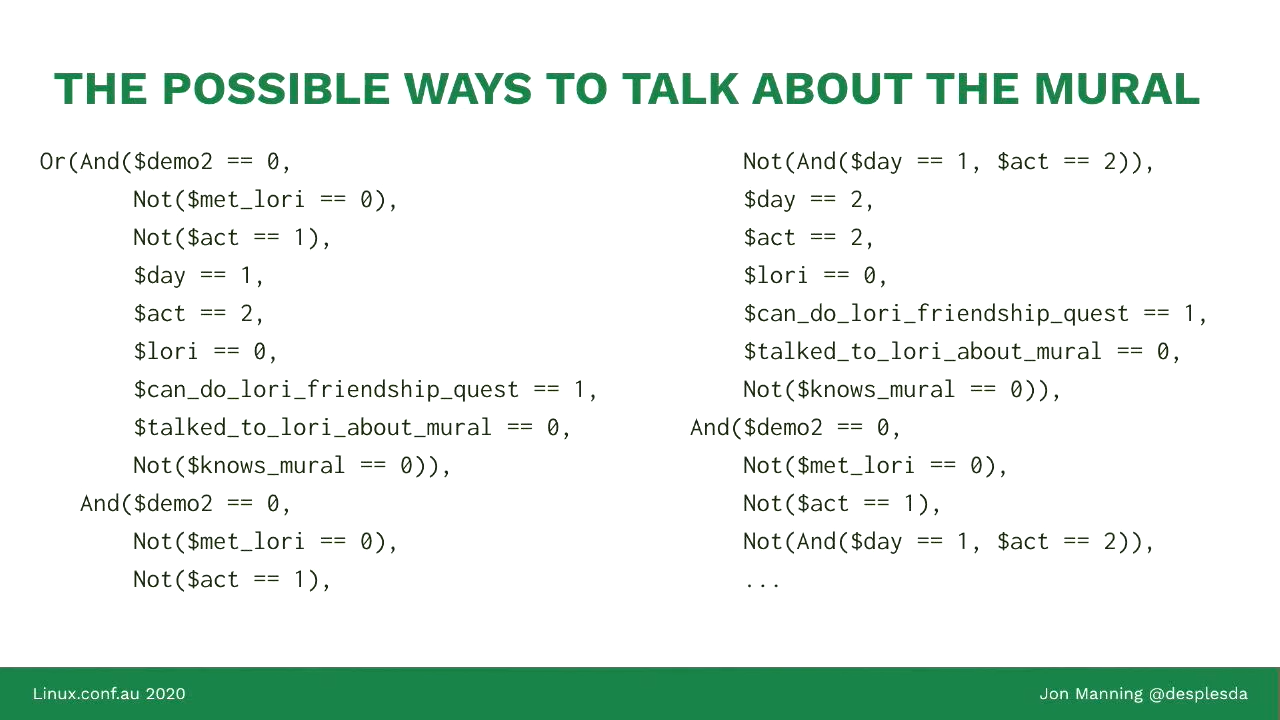 THE POSSIBLE WAYS TO TALK ABOUT THE MURAL
Or(And($demo2 == 0,
Not($met_lori == 0),
Not($act == 1),
$day == 1,
$act == 2,
$lori == 0,
$can_do_lori_friendship_quest == 1,
$talked_to_lori_about_mural == 0,
Not($knows_mural == 0)),
And($demo2 == 0,
Not($met_lori == 0),
Not($act == 1),
Not(And($day == 1, $act == 2)),
$day == 2,
$act == 2,
$lori == 0,
$can_do_lori_friendship_quest == 1,
$talked_to_lori_about_mural == 0,
Not($knows_mural == 0)),
And($demo2 == 0,
Not($met_lori == 0),
Not($act == 1),
Not(And($day == 1, $act == 2)),
...
Linux.conf.au 2020
Jon Manning @desplesda